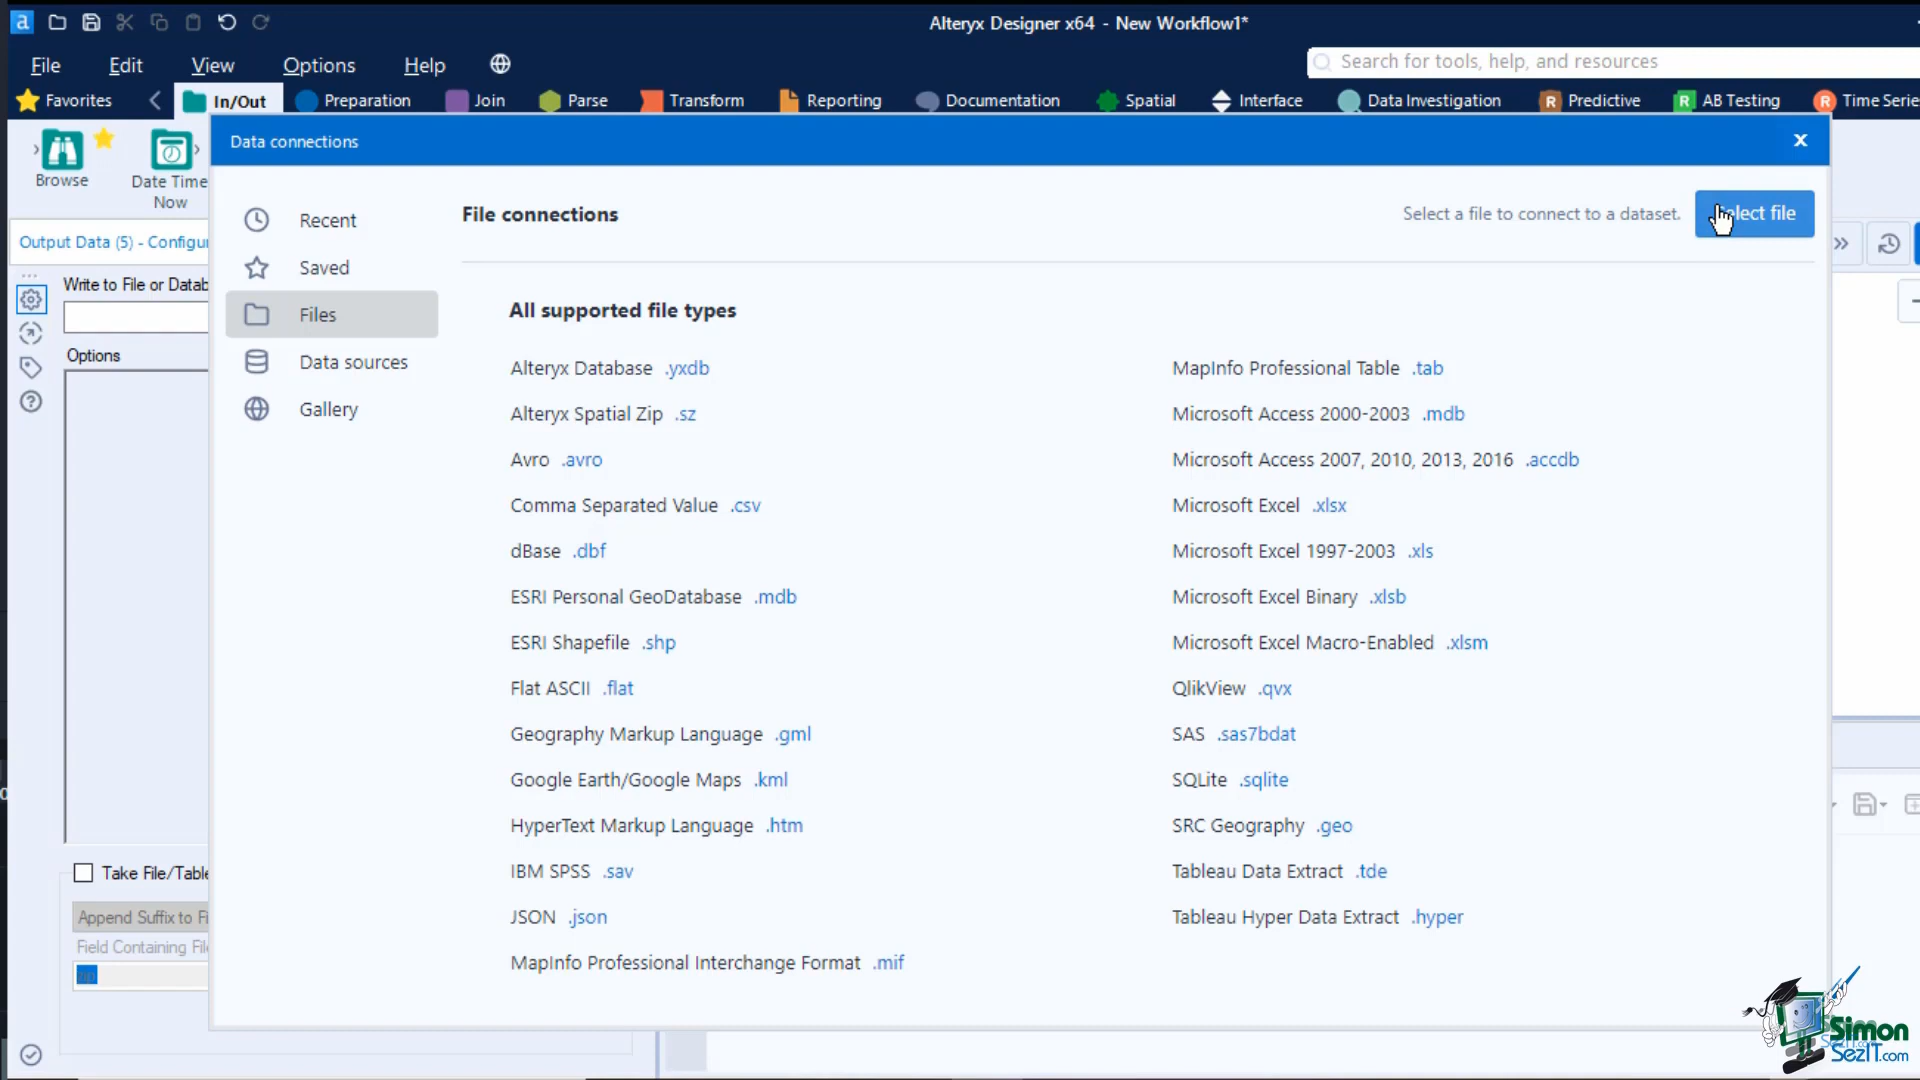 Alteryx Designer x64 - New Workflow1*
File Edit View Options Help
Search for tools, help, and resources
Favorites In/Out Preparation Join Parse Transform Reporting Documentation Spatial Interface Data Investigation Predictive AB Testing Time Serie
Browse
Date Time
Now
Data connections
Output Data (5) - Configur
Write to File or Datab
Options
Take File/Table
Append Suffix to Fi
Field Containing File
Recent
Saved
Files
Data sources
Gallery
File connections
Select a file to connect to a dataset.
elect file
All supported file types
Alteryx Database .yxdb
Alteryx Spatial Zip .sz
Avro .avro
Comma Separated Value .csv
dBase .dbf
ESRI Personal GeoDatabase .mdb
ESRI Shapefile .shp
Flat ASCII .flat
Geography Markup Language .gml
Google Earth/Google Maps .kml
HyperText Markup Language .htm
IBM SPSS .sav
JSON .json
MapInfo Professional Interchange Format .mif
MapInfo Professional Table .tab
Microsoft Access 2000-2003 .mdb
Microsoft Access 2007, 2010, 2013, 2016 .accdb
Microsoft Excel .xlsx
Microsoft Excel 1997-2003 .xls
Microsoft Excel Binary .xlsb
Microsoft Excel Macro-Enabled .xlsm
QlikView .qvx
SAS .sas7bdat
SQLite .sqlite
SRC Geography .geo
Tableau Data Extract .tde
Tableau Hyper Data Extract .hyper
Simon
SezIT.com